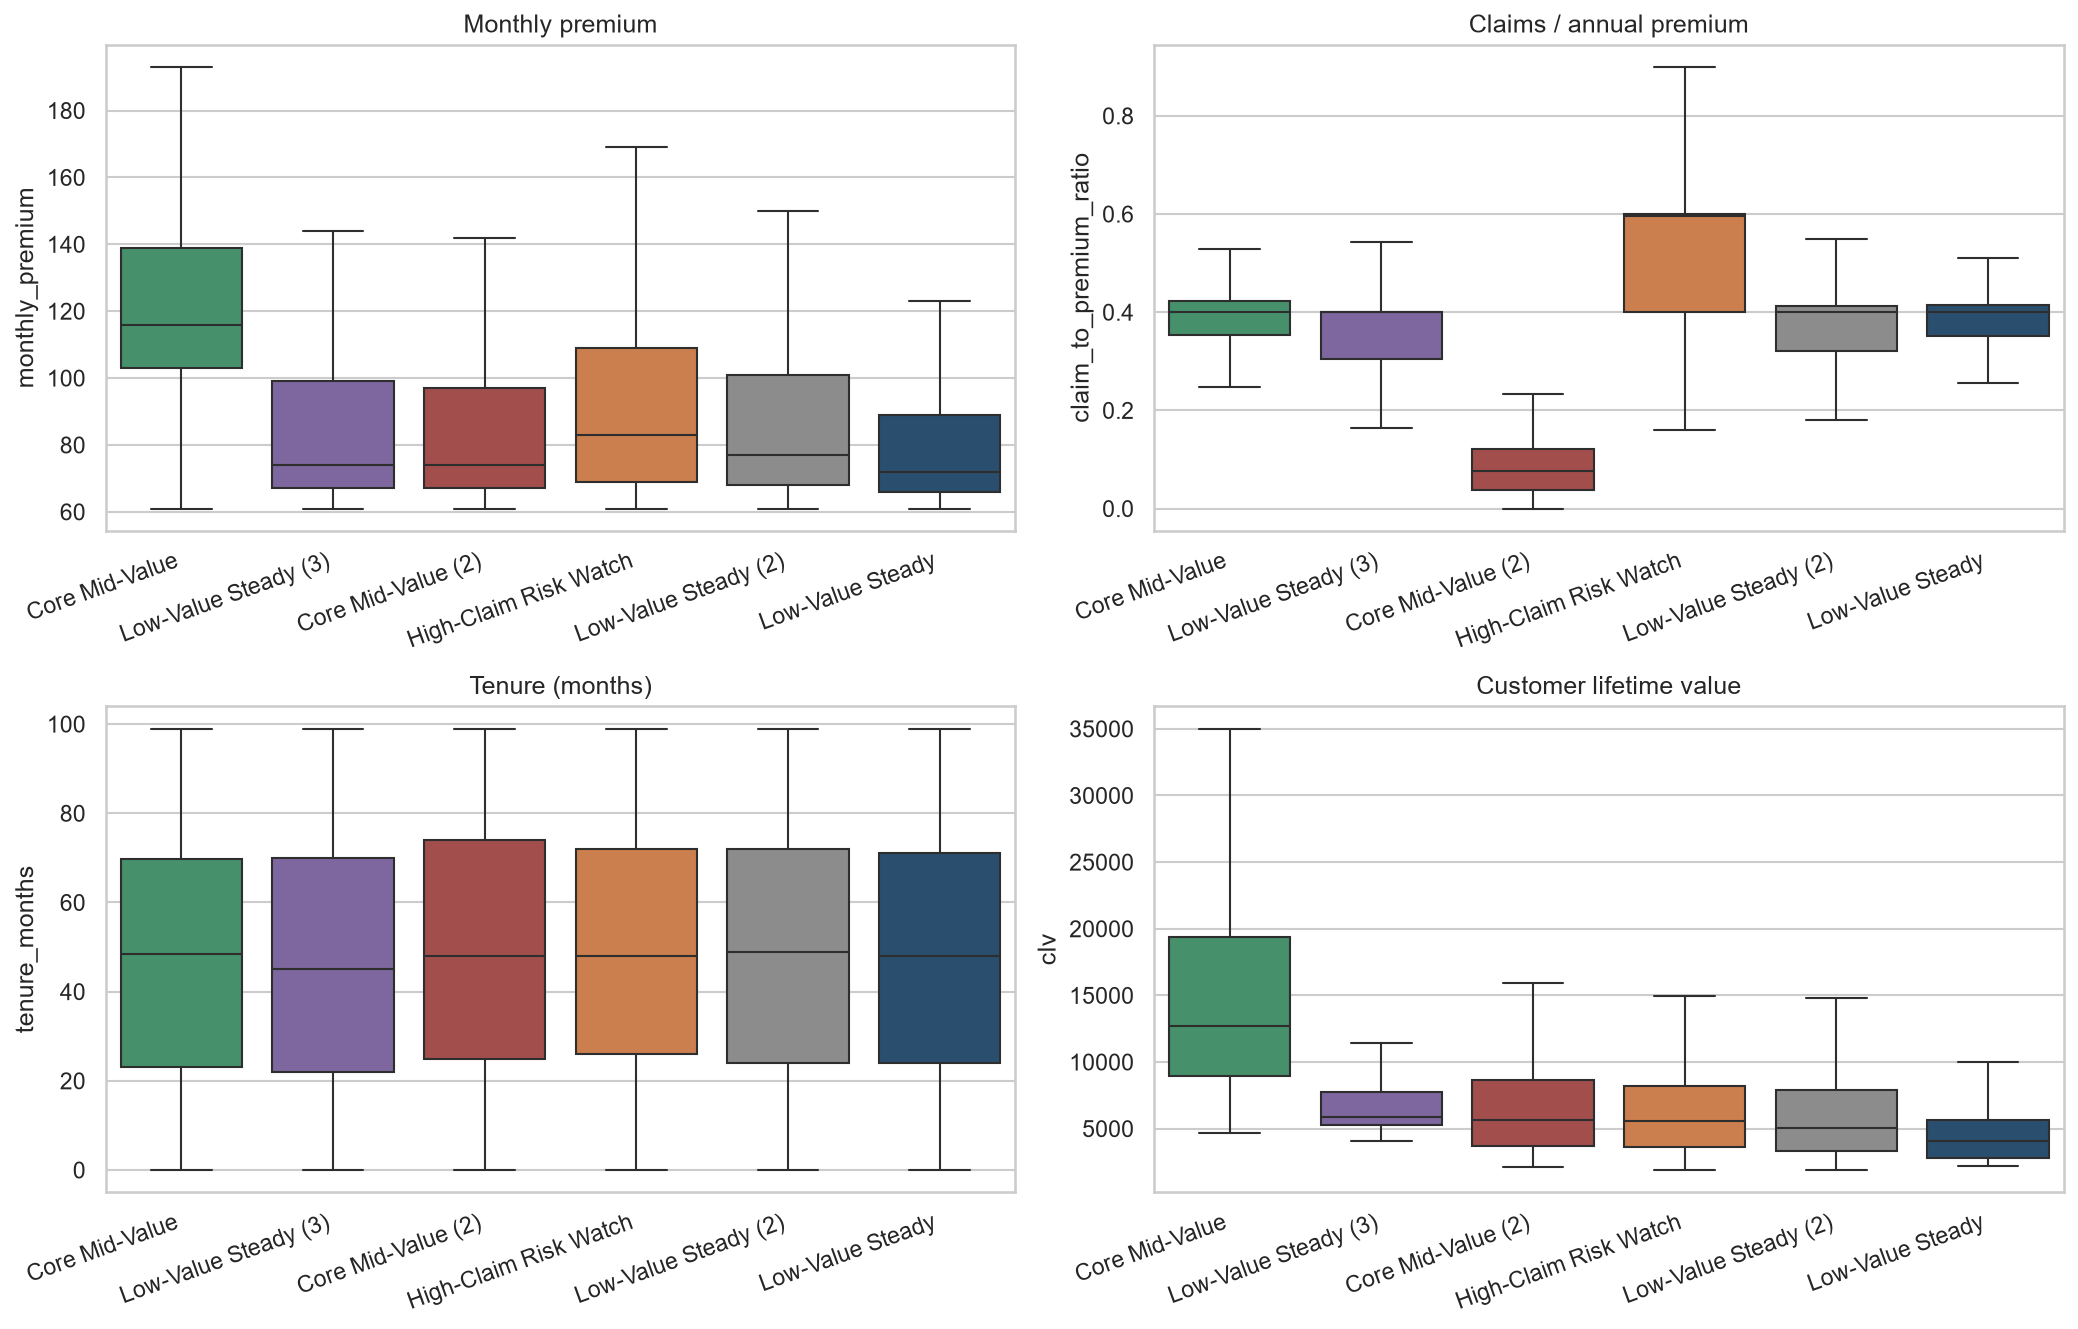 Monthly premium
monthly_premium
180
160
140
120
100
80
60
Core Mid-Value
Low-Value Steady (3)
Core Mid-Value (2)
High-Claim Risk Watch
Low-Value Steady (2)
Low-Value Steady
Claims / annual premium
claim_to_premium_ratio
0.8
0.6
0.4
0.2
0.0
Core Mid-Value
Low-Value Steady (3)
Core Mid-Value (2)
High-Claim Risk Watch
Low-Value Steady (2)
Low-Value Steady
Tenure (months)
tenure_months
100
80
60
40
20
0
Core Mid-Value
Low-Value Steady (3)
Core Mid-Value (2)
High-Claim Risk Watch
Low-Value Steady (2)
Low-Value Steady
Customer lifetime value
clv
35000
30000
25000
20000
15000
10000
5000
Core Mid-Value
Low-Value Steady (3)
Core Mid-Value (2)
High-Claim Risk Watch
Low-Value Steady (2)
Low-Value Steady